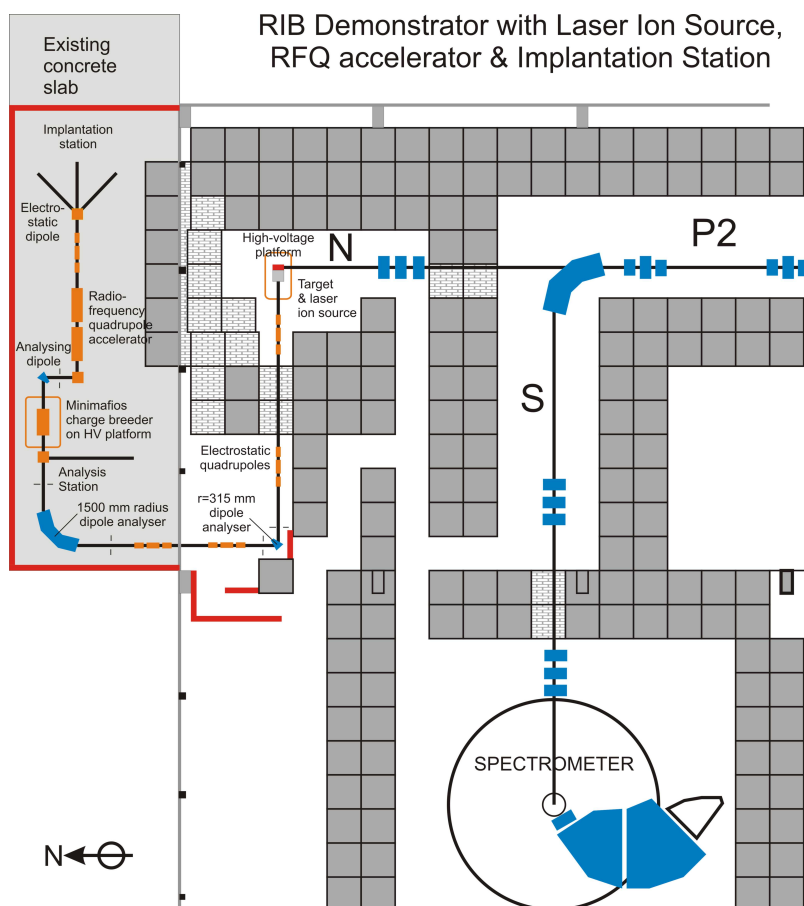 RIB Demonstrator with Laser Ion Source,
RFQ accelerator & Implantation Station
Existing
concrete
slab
Implantation
station
Electro-
static
dipole
High-voltage
platform
N
P2
Target
& laser
ion source
Radio-
frequency
quadrupole
accelerator
Analysing
dipole
S
Minimafios
charge breeder
on HV platform
Electrostatic
quadrupoles
Analysis
Station
1500 mm radius
dipole analyser
r=315 mm
dipole
analyser
SPECTROMETER
N